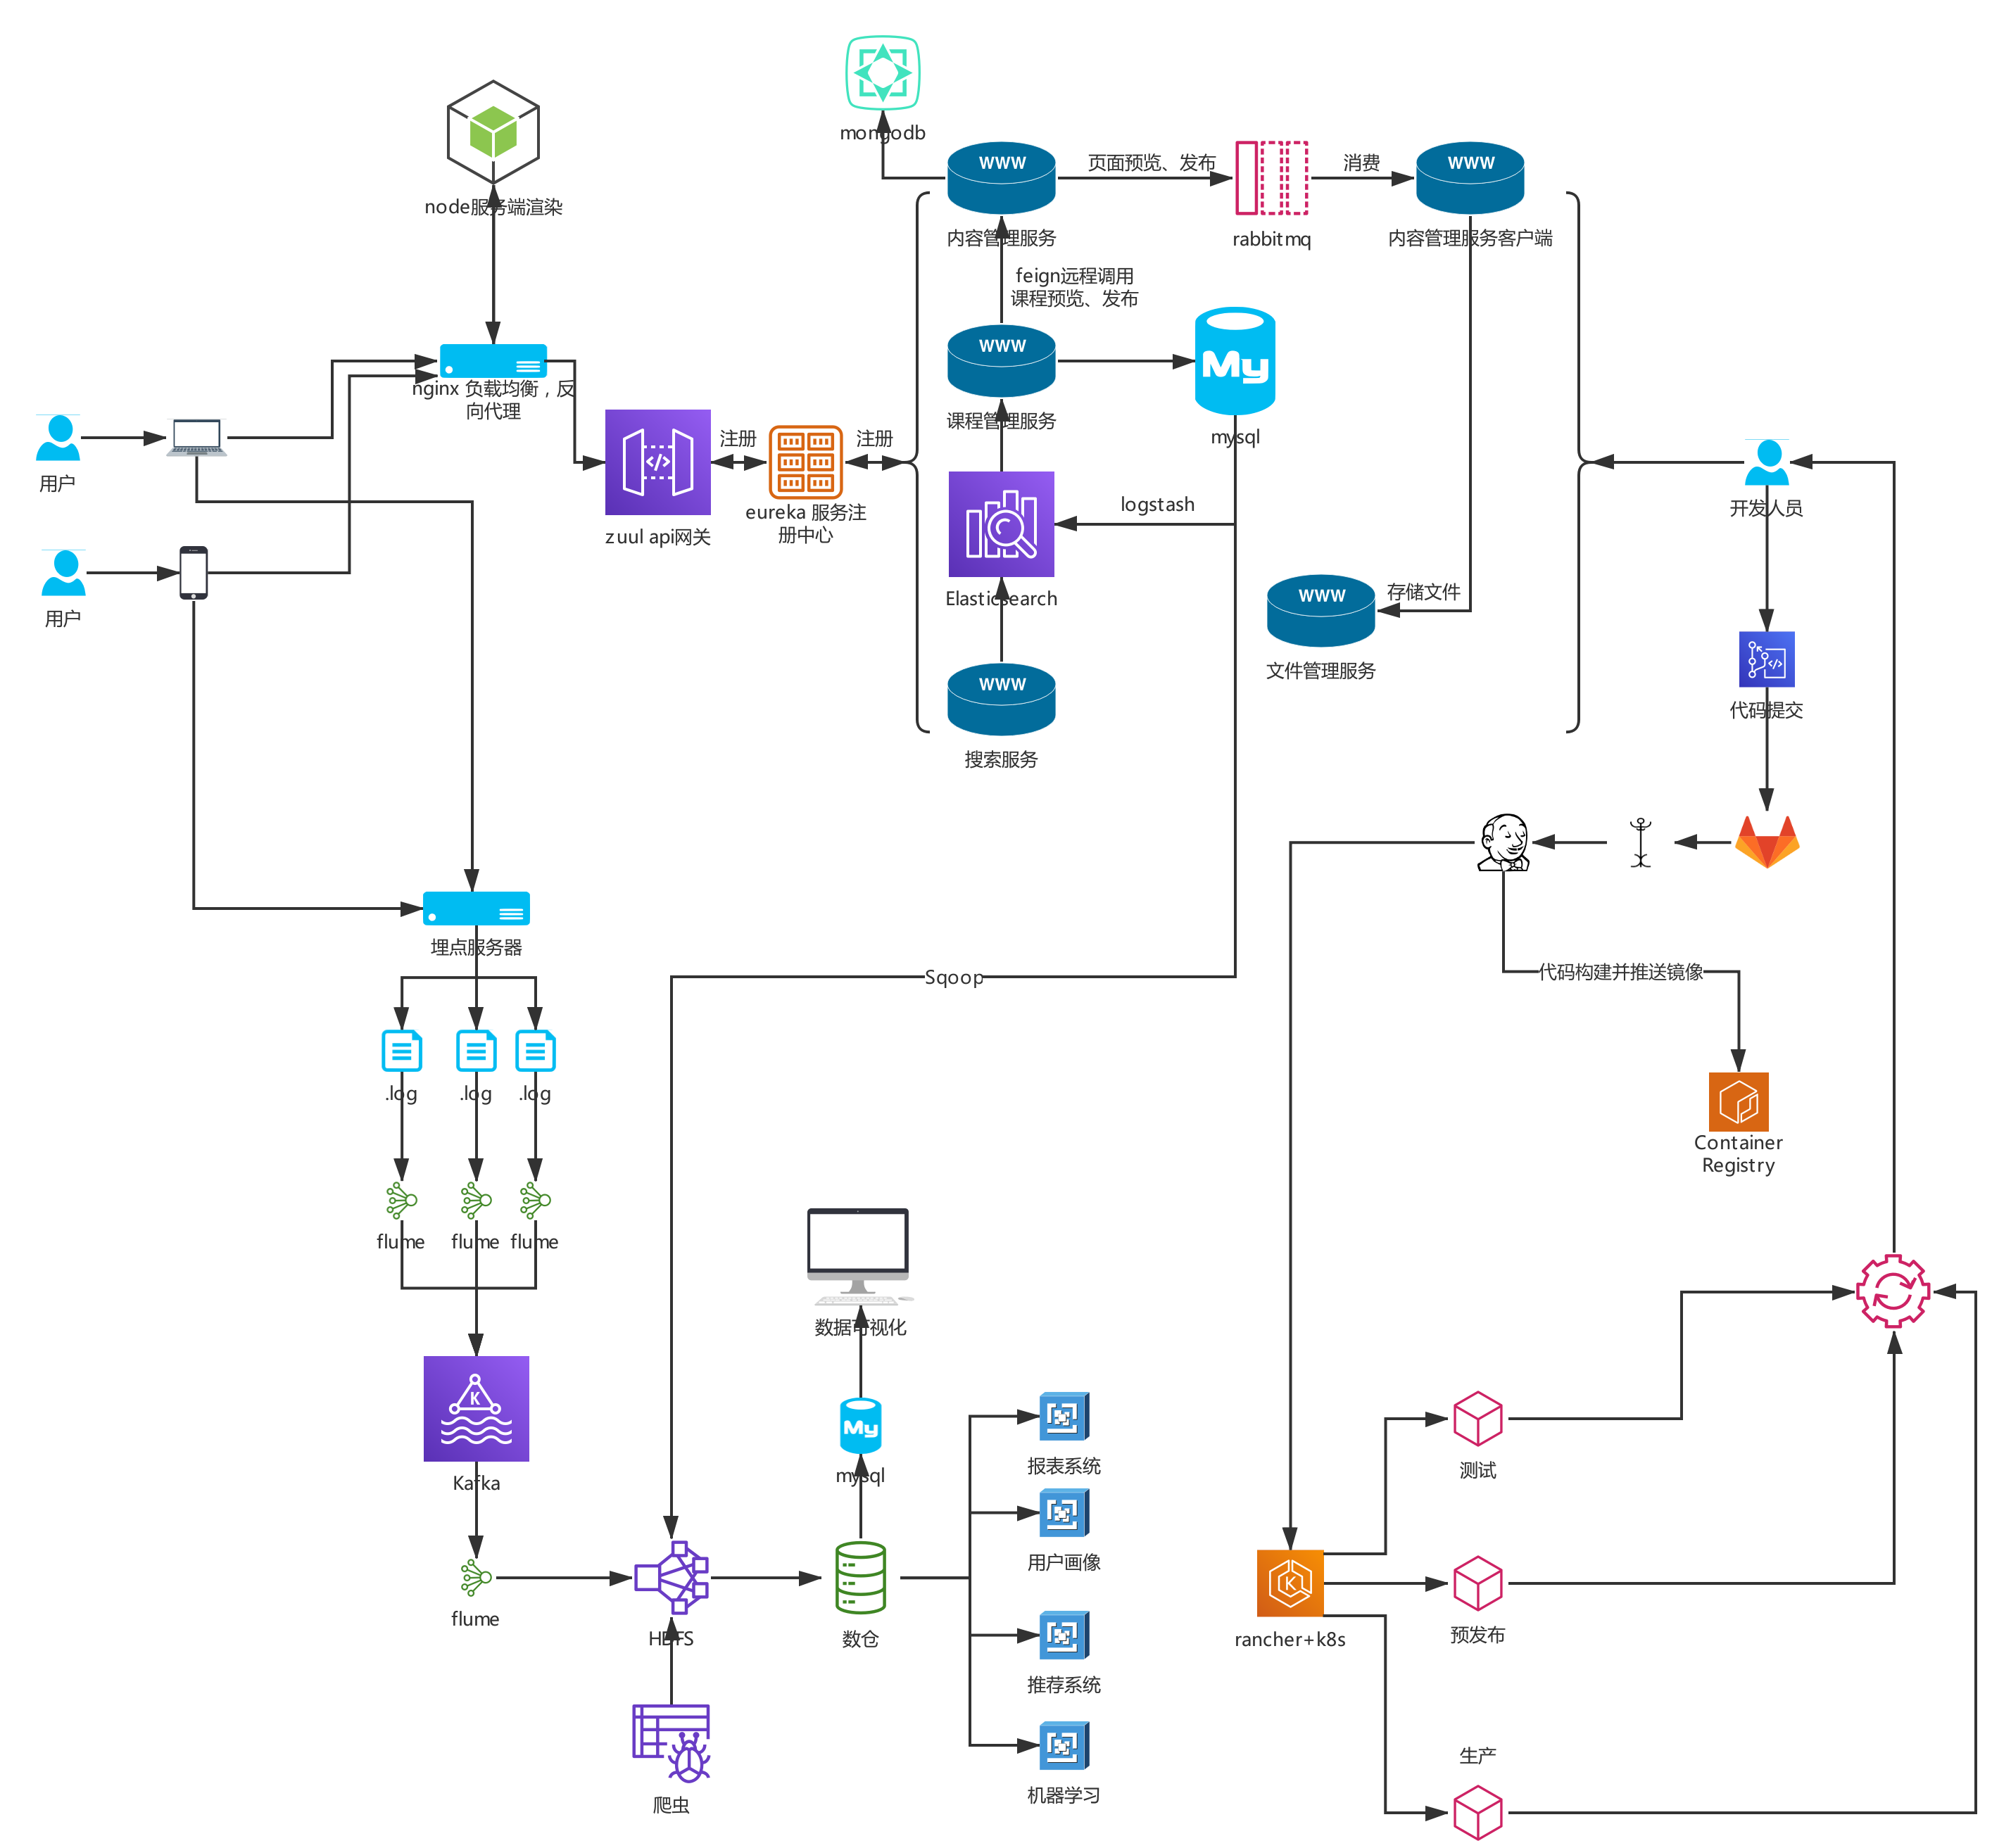 mongodb
WWW
页面预览、发布
消费
WWW
node服务端渲染
内容管理服务
rabbitmq
内容管理服务客户端
feign远程调用
课程预览、发布
WWW
My
nginx 负载均衡，反
向代理
课程管理服务
mysql
注册
注册
用户
eureka 服务注
册中心
zuul api网关
logstash
开发人员
用户
Elasticsearch
WWW
存储文件
文件管理服务
WWW
搜索服务
代码提交
埋点服务器
Sqoop
代码构建并推送镜像
.log
.log
.log
Container
Registry
flume
flume
flume
数据可视化
K
My
Kafka
mysql
报表系统
测试
用户画像
flume
HDFS
数仓
K
rancher+k8s
预发布
推荐系统
爬虫
机器学习
生产